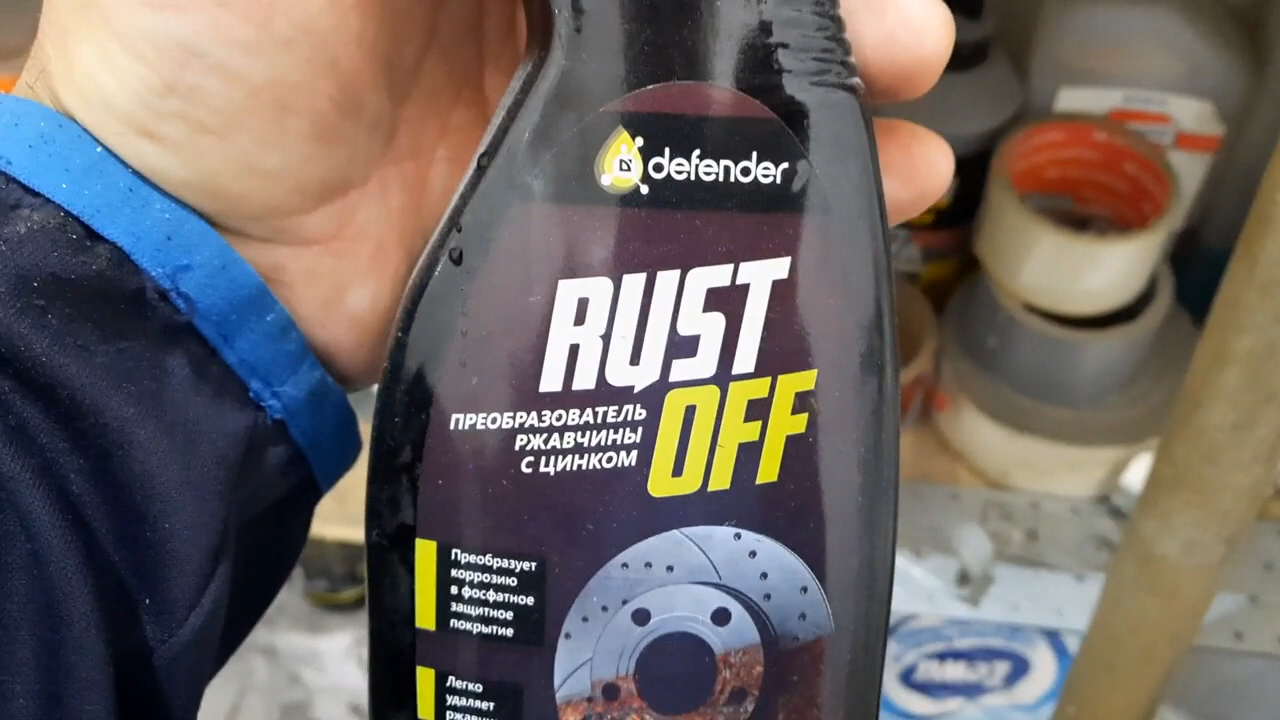 defender
RUST
OFF
ПРЕОБРАЗОВАТЕЛЬ
РЖАВЧИНЫ
С ЦИНКОМ
Преобразует
коррозию
в фосфатное
защитное
покрытие
Легко
удаляет